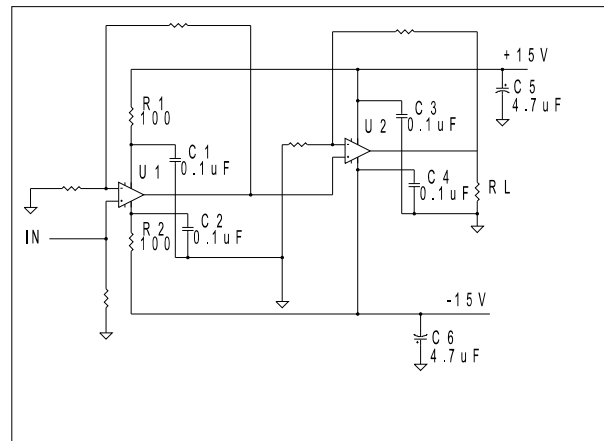 +15V
C5
4.7uF
R1
100
C3
0.1uF
U2
C1
0.1uF
U1
C4
0.1uF
RL
C2
0.1uF
IN
R2
100
-15V
C6
4.7uF